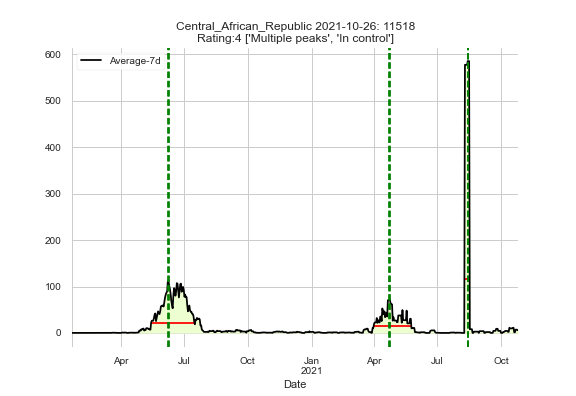 Central_African_Republic 2021-10-26: 11518
Rating:4 ['Multiple peaks', 'In control']
Average-7d
600
500
400
300
200
100
0
Apr Jul Oct Jan Apr Jul Oct
2021
Date